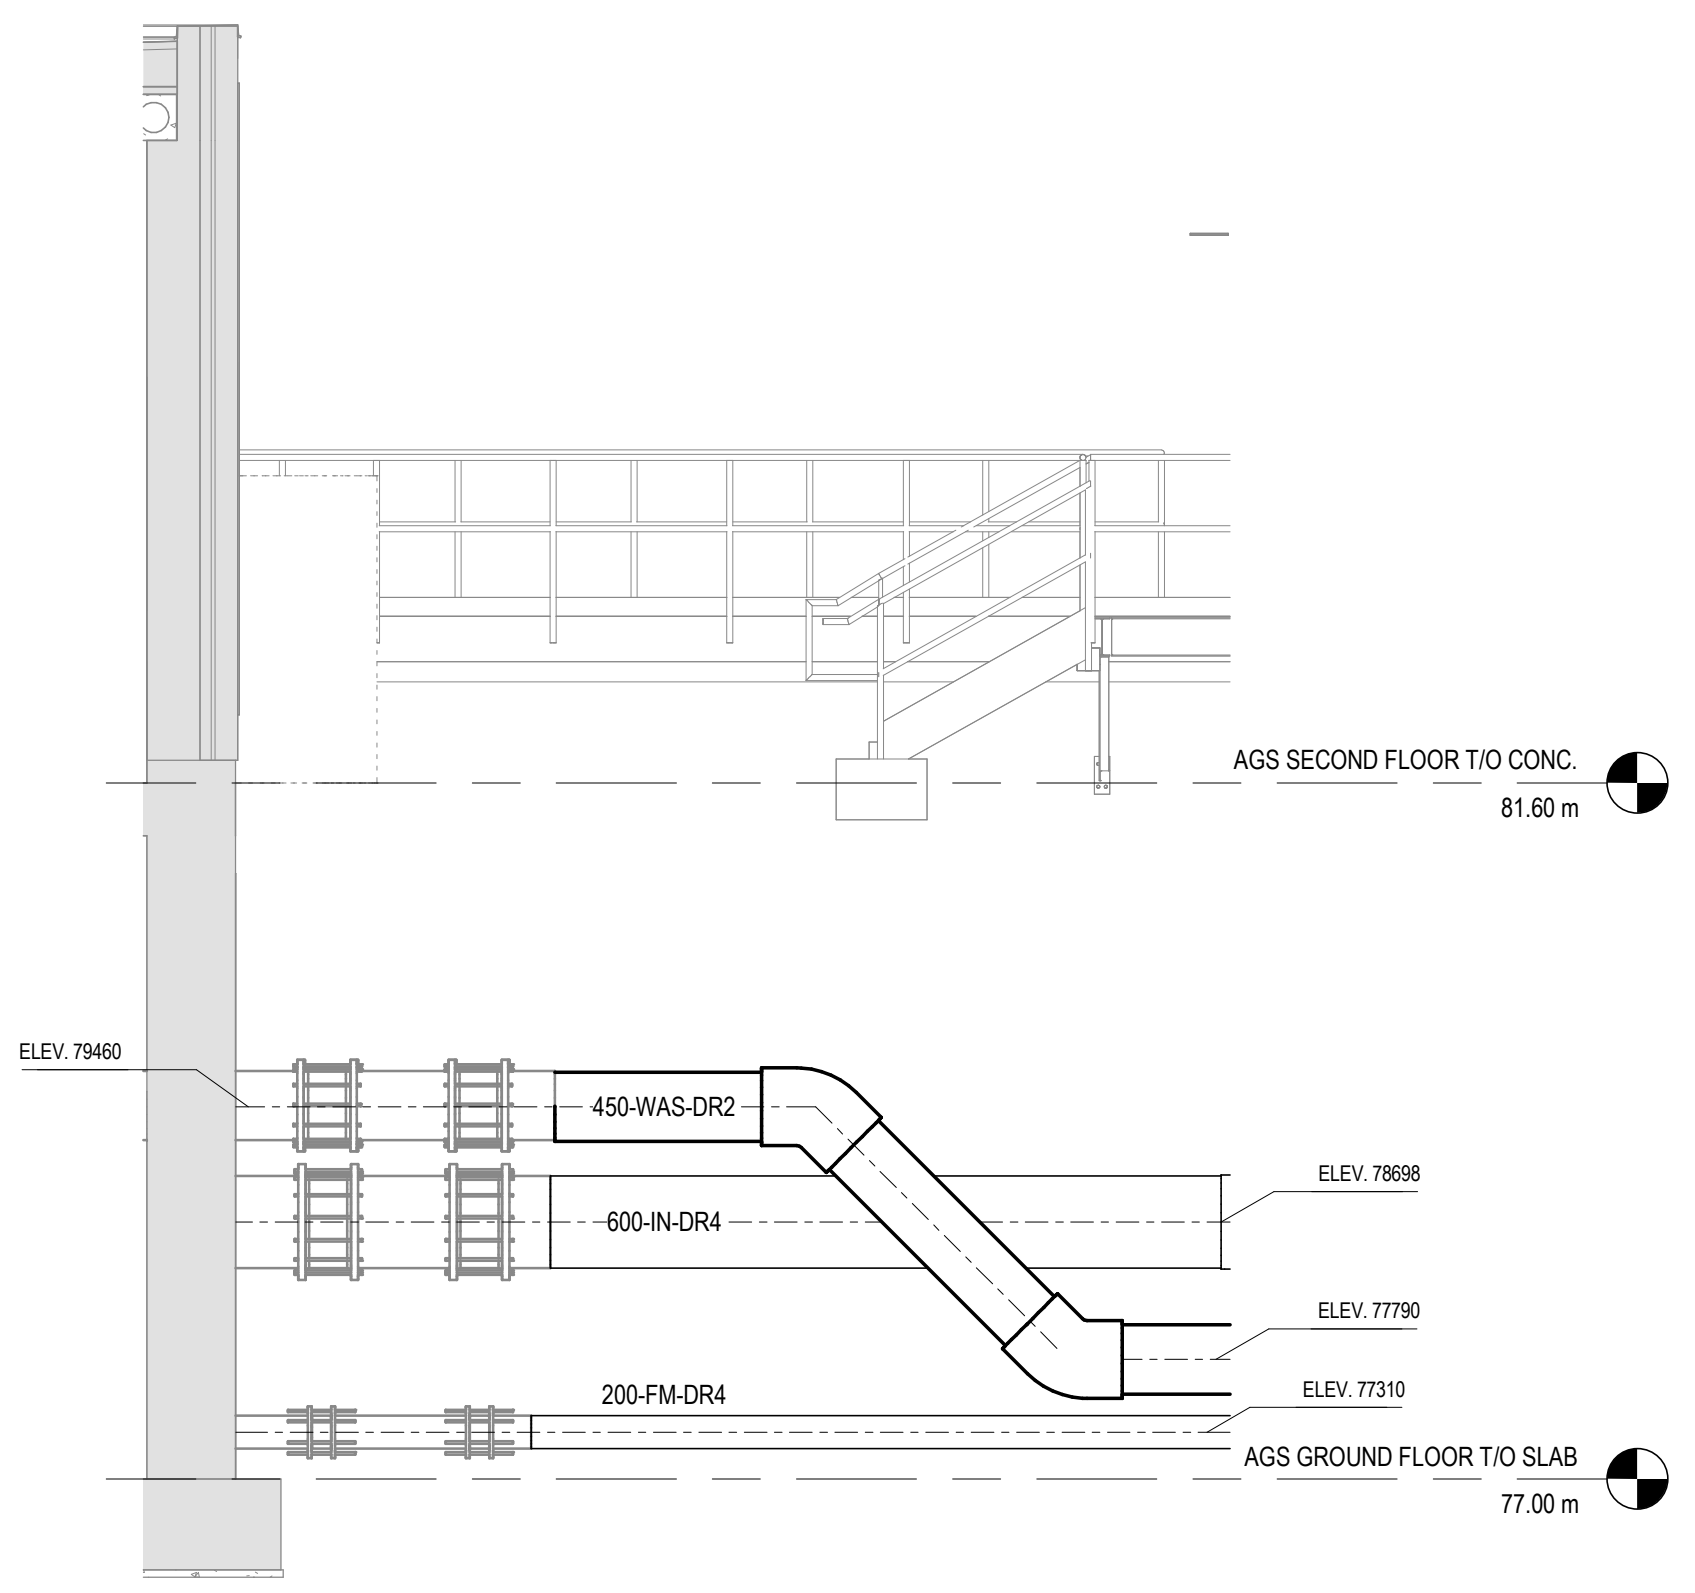 AGS SECOND FLOOR T/O CONC.
81.60 m
ELEV. 79460
450-WAS-DR2
ELEV. 78698
600-IN-DR4
ELEV. 77790
200-FM-DR4
ELEV. 77310
AGS GROUND FLOOR T/O SLAB
77.00 m